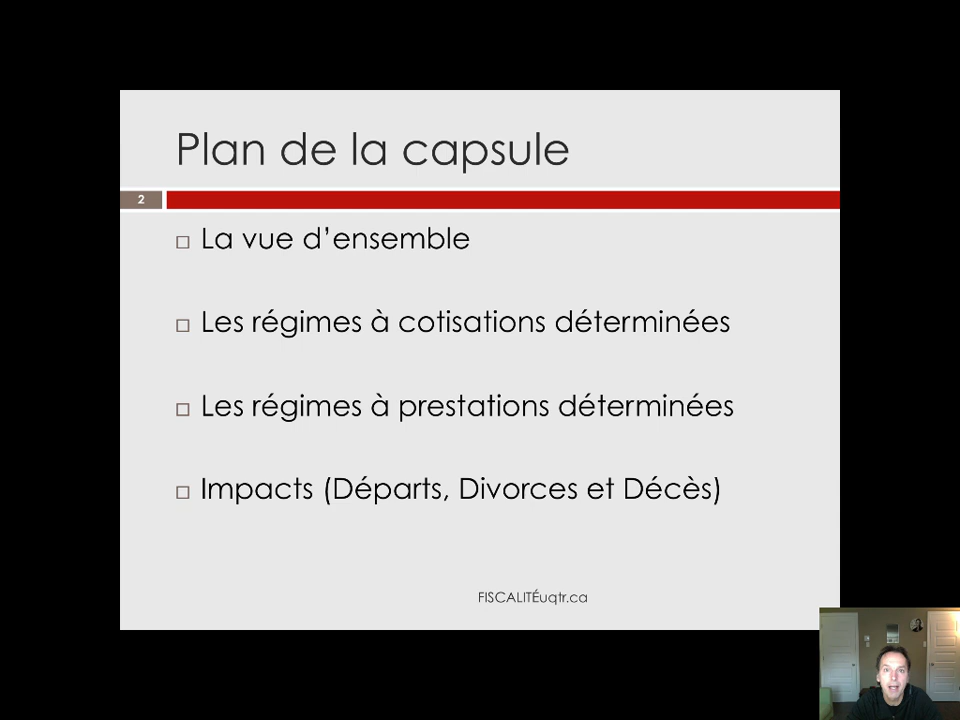 Plan de la capsule
2
La vue d’ensemble
Les régimes à cotisations déterminées
Les régimes à prestations déterminées
Impacts (Départs, Divorces et Décès)
FISCALITÉuqtr.ca